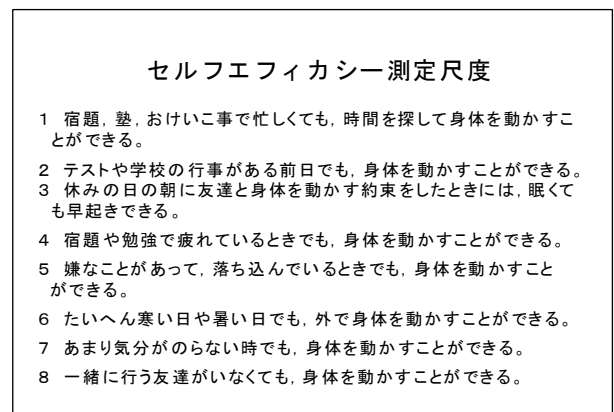 セルフエフィカシー測定尺度
1 宿題, 塾, おけいこ事で忙しくても, 時間を探して身体を動かすこ
とができる。
2 テストや学校の行事がある前日でも, 身体を動かすことができる。
3 休みの日の朝に友達と身体を動かす約束をしたときには, 眠くて
も早起きできる。
4 宿題や勉強で疲れているときでも, 身体を動かすことができる。
5 嫌なことがあって, 落ち込んでいるときでも, 身体を動かすこと
ができる。
6 たいへん寒い日や暑い日でも, 外で身体を動かすことができる。
7 あまり気分がのらない時でも, 身体を動かすことができる。
8 一緒に行う友達がいなくても, 身体を動かすことができる。